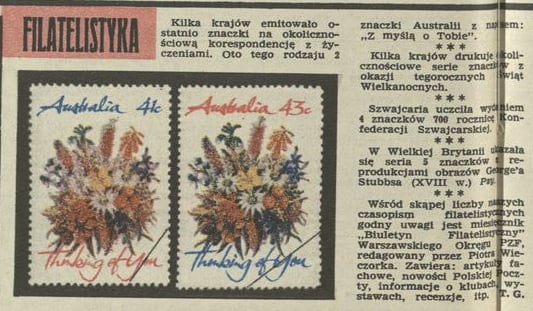 FILATELISTYKA
Kilka krajów emitowało o-
statnio znaczki na okoliczno-
ściową korespondencję z ży-
czeniami. Oto tego rodzaju 2
Australia 41c
Thinking of You
Australia 43c
Thinking of You
znaczki Australii z napisem:
„Z myślą o Tobie".
***
Kilka krajów drukuje okoli-
cznościowe serie znaczków z
okazji tegorocznych Świąt
Wielkanocnych.
***
Szwajcaria uczciła wydaniem
4 znaczków 700 rocznicę Kon-
federacji Szwajcarskiej.
***
W Wielkiej Brytanii ukazała
się seria 5 znaczków z re-
produkcjami obrazów George'a
Stubbsa (XVIII w.) Psy.
***
Wśród skąpej liczby naszych
czasopism filatelistycznych
godny uwagi jest miesięcznik
„Biuletyn Filatelistyczny"
Warszawskiego Okręgu PZF,
redagowany przez Piotra Wie-
czorka. Zawiera: artykuły fa-
chowe, nowości Polskiej Pocz-
ty, informacje o klubach, wy-
stawach, recenzje, itp. T. G.